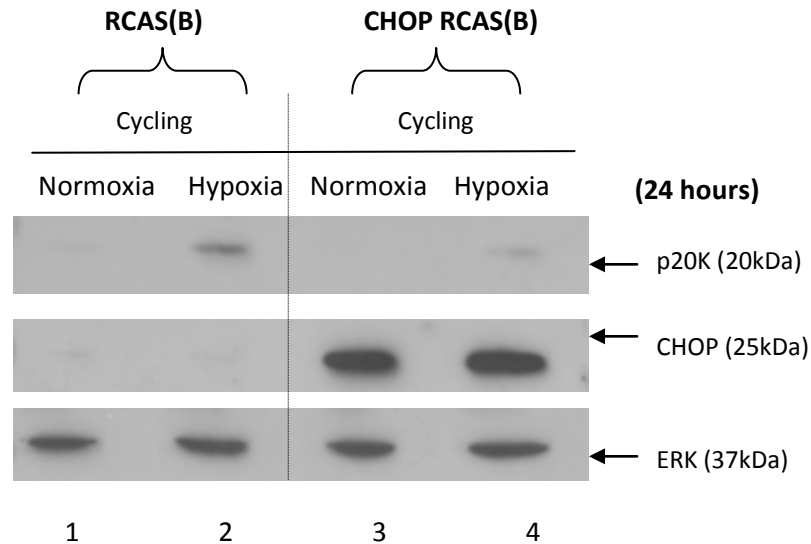 RCAS(B) CHOP RCAS(B)
Cycling Cycling
Normoxia Hypoxia Normoxia Hypoxia (24 hours)
p20K (20kDa)
CHOP (25kDa)
ERK (37kDa)
1 2 3 4